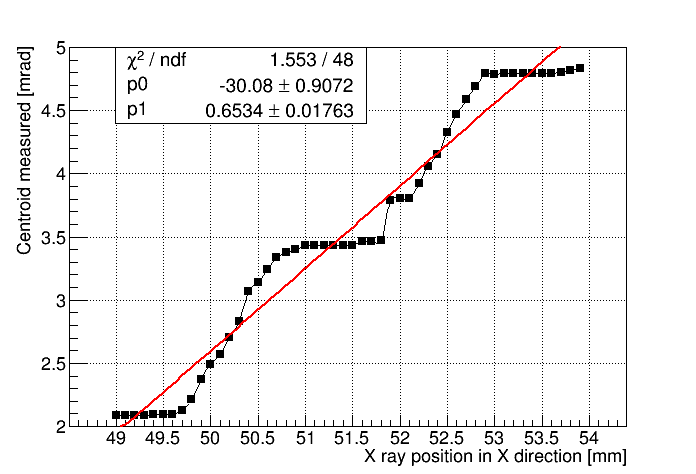 χ² / ndf 1.553 / 48
p0 -30.08 ± 0.9072
p1 0.6534 ± 0.01763
Centroid measured [mrad]
5
4.5
4
3.5
3
2.5
2
49 49.5 50 50.5 51 51.5 52 52.5 53 53.5 54
X ray position in X direction [mm]